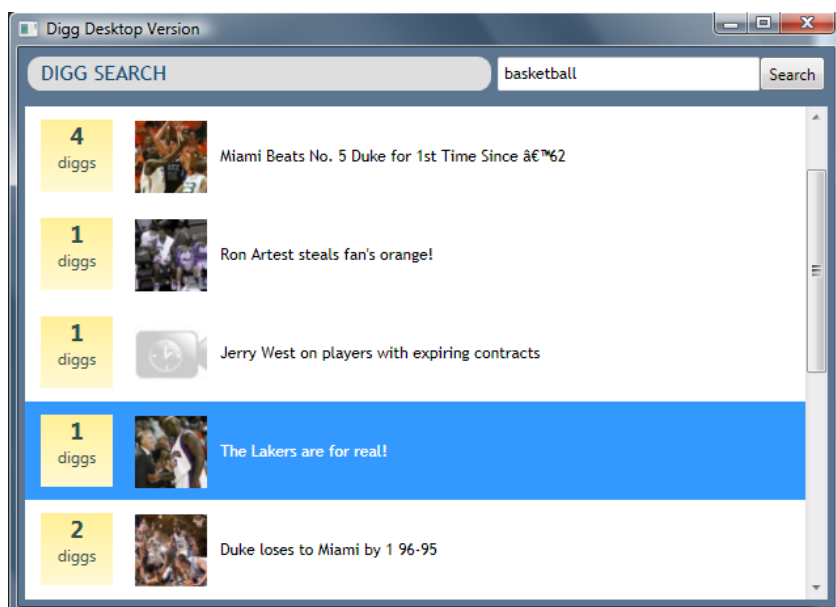 Digg Desktop Version
DIGG SEARCH
basketball
Search
4
diggs
Miami Beats No. 5 Duke for 1st Time Since â€™62
1
diggs
Ron Artest steals fan's orange!
1
diggs
Jerry West on players with expiring contracts
1
diggs
The Lakers are for real!
2
diggs
Duke loses to Miami by 1 96-95